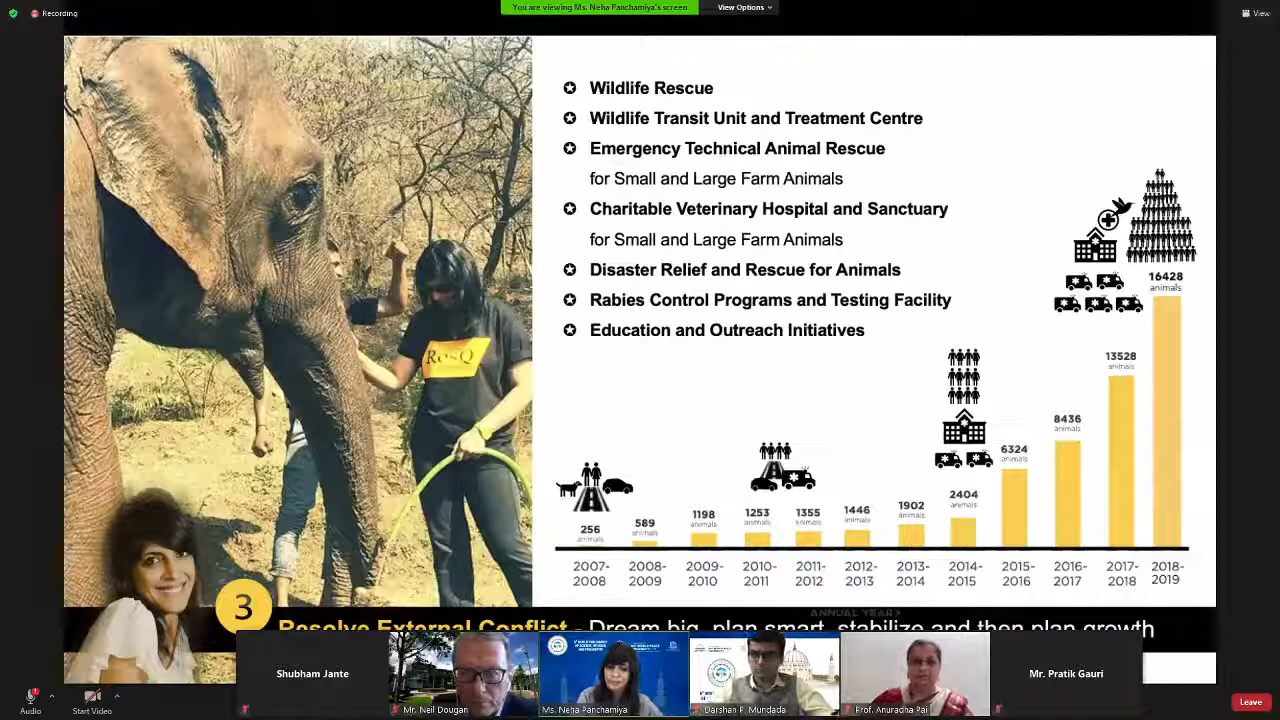 Recording
You are viewing Ms. Neha Panchamiya's screen
View Options
View
Wildlife Rescue
Wildlife Transit Unit and Treatment Centre
Emergency Technical Animal Rescue
for Small and Large Farm Animals
Charitable Veterinary Hospital and Sanctuary
for Small and Large Farm Animals
Disaster Relief and Rescue for Animals
Rabies Control Programs and Testing Facility
Education and Outreach Initiatives
ResQ
256
animals
589
animals
1198
animals
1253
animals
1355
animals
1446
animals
1902
animals
2404
animals
6324
animals
8436
animals
13528
animals
16428
animals
2007-
2008
2008-
2009
2009-
2010
2010-
2011
2011-
2012
2012-
2013
2013-
2014
2014-
2015
2015-
2016
2016-
2017
2017-
2018
2018-
2019
ANNUAL YEAR
3
Resolve External Conflict - Dream big, plan smart, stabilize and then plan growth
Shubham Jante
Mr. Neil Dougan
Ms. Neha Panchamiya
Darshan P. Mundada
Prof. Anuradha Pai
Mr. Pratik Gauri
Audio
Start Video
Leave